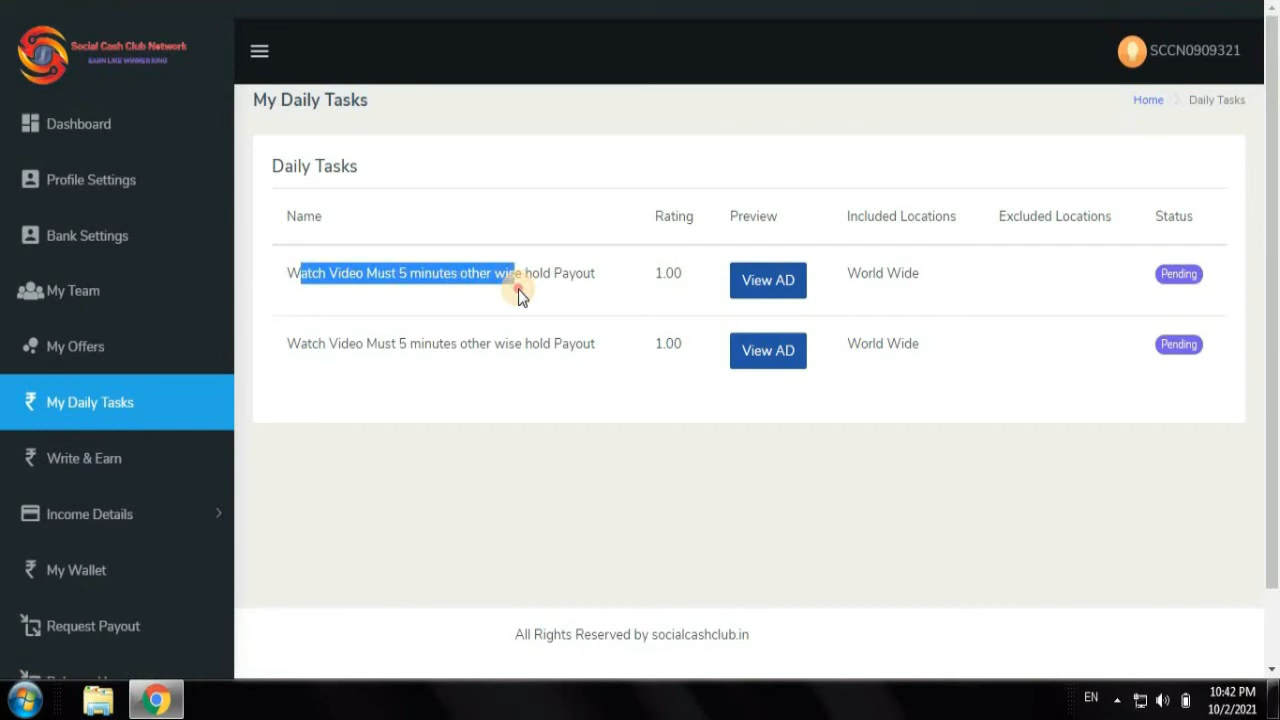 Social Cash Club Network
EARN LIKE WINNER KING
SCCN0909321
My Daily Tasks
Home
Daily Tasks
Dashboard
Profile Settings
Bank Settings
My Team
My Offers
My Daily Tasks
Write & Earn
Income Details
My Wallet
Request Payout
Daily Tasks
Name Rating Preview Included Locations Excluded Locations Status
Watch Video Must 5 minutes other wise hold Payout 1.00 View AD World Wide Pending
Watch Video Must 5 minutes other wise hold Payout 1.00 View AD World Wide Pending
All Rights Reserved by socialcashclub.in
EN
10:42 PM
10/2/2021